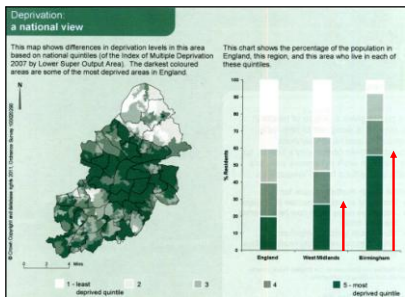 Deprivation:
a national view
This map shows differences in deprivation levels in this area
based on national quintiles (of the Index of Multiple Deprivation
2007 by Lower Super Output Area). The darkest coloured
areas are some of the most deprived areas in England.
This chart shows the percentage of the population in
England, this region, and this area who live in each of
these quintiles.
% Residents
100
90
80
70
60
50
40
30
20
10
0
England
West Midlands
Birmingham
0 2 4 Miles
1 - least
deprived quintile
2
3
4
5 - most
deprived quintile